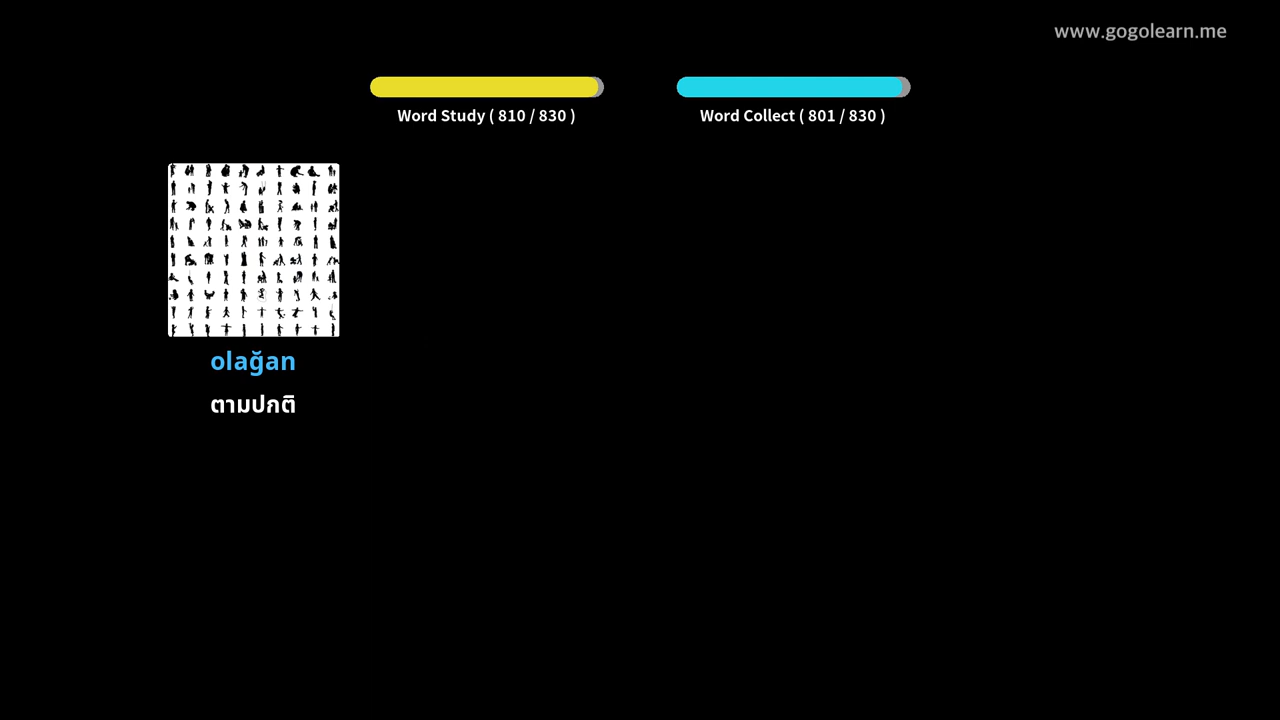 www.gogolearn.me
Word Study ( 810 / 830 )
Word Collect ( 801 / 830 )
olağan
ตามปกติ